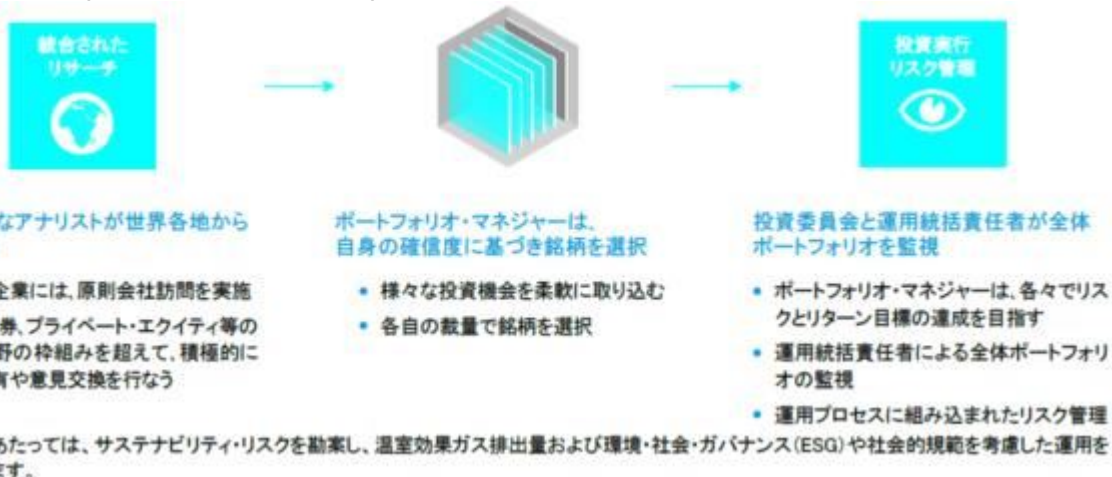 統合された
リサーチ
投資実行
リスク管理
なアナリストが世界各地から
企業には、原則会社訪問を実施
券、プライベート・エクイティ等の
野の枠組みを超えて、積極的に
有や意見交換を行なう
ポートフォリオ・マネジャーは、
自身の確信度に基づき銘柄を選択
• 様々な投資機会を柔軟に取り込む
• 各自の裁量で銘柄を選択
投資委員会と運用統括責任者が全体
ポートフォリオを監視
• ポートフォリオ・マネジャーは、各々でリス
クとリターン目標の達成を目指す
• 運用統括責任者による全体ポートフォリ
オの監視
• 運用プロセスに組み込まれたリスク管理
あたっては、サステナビリティ・リスクを勘案し、温室効果ガス排出量および環境・社会・ガバナンス(ESG)や社会的規範を考慮した運用を
ます。